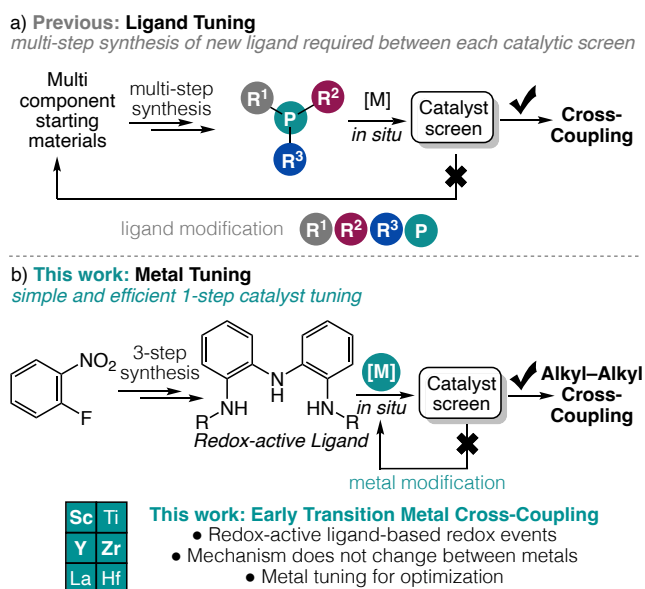 a) Previous: Ligand Tuning
multi-step synthesis of new ligand required between each catalytic screen
Multi
component
starting
materials
multi-step
synthesis
R¹
R²
P
R³
[M]
in situ
Catalyst
screen
Cross-
Coupling
ligand modification R¹ R² R³ P
b) This work: Metal Tuning
simple and efficient 1-step catalyst tuning
NO₂
F
3-step
synthesis
N
H
NH
R
HN
R
Redox-active Ligand
[M]
in situ
Catalyst
screen
Alkyl–Alkyl
Cross-
Coupling
metal modification
Sc Ti
Y Zr
La Hf
This work: Early Transition Metal Cross-Coupling
● Redox-active ligand-based redox events
● Mechanism does not change between metals
● Metal tuning for optimization